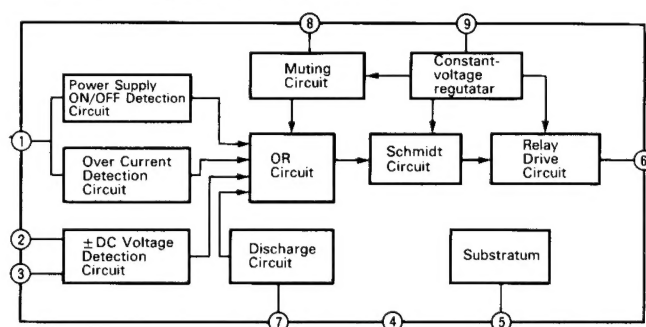 8
9
Power Supply
ON/OFF Detection
Circuit
Muting
Circuit
Constant-
voltage
regutatar
1
Over Current
Detection
Circuit
OR
Circuit
Schmidt
Circuit
Relay
Drive
Circuit
6
2
3
±DC Voltage
Detection
Circuit
Discharge
Circuit
Substratum
7
4
5